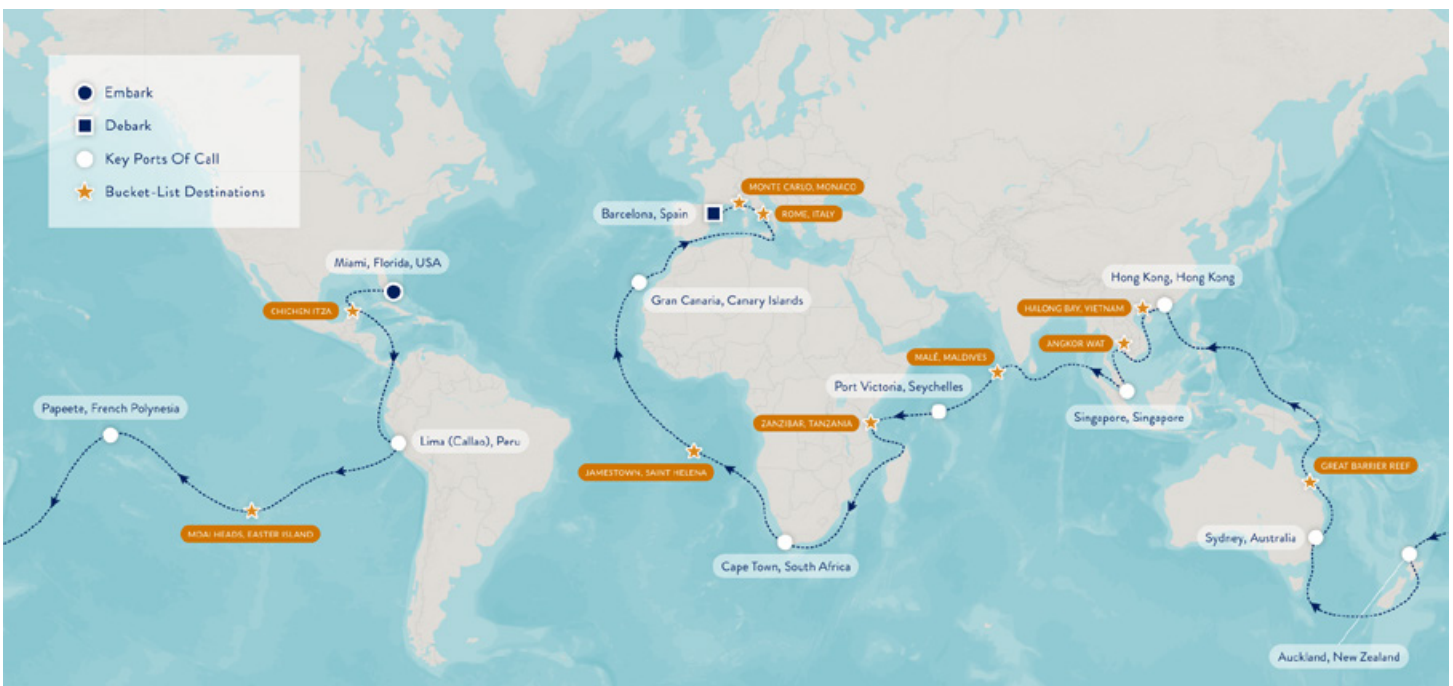 Embark
Debark
Key Ports Of Call
Bucket-List Destinations
MONTE CARLO, MONACO
Barcelona, Spain
ROME, ITALY
Miami, Florida, USA
Hong Kong, Hong Kong
Gran Canaria, Canary Islands
CHICHEN ITZA
HALONG BAY, VIETNAM
ANGKOR WAT
MALÉ, MALDIVES
Port Victoria, Seychelles
Papeete, French Polynesia
Singapore, Singapore
ZANZIBAR, TANZANIA
Lima (Callao), Peru
GREAT BARRIER REEF
JAMESTOWN, SAINT HELENA
MOAI HEADS, EASTER ISLAND
Sydney, Australia
Cape Town, South Africa
Auckland, New Zealand